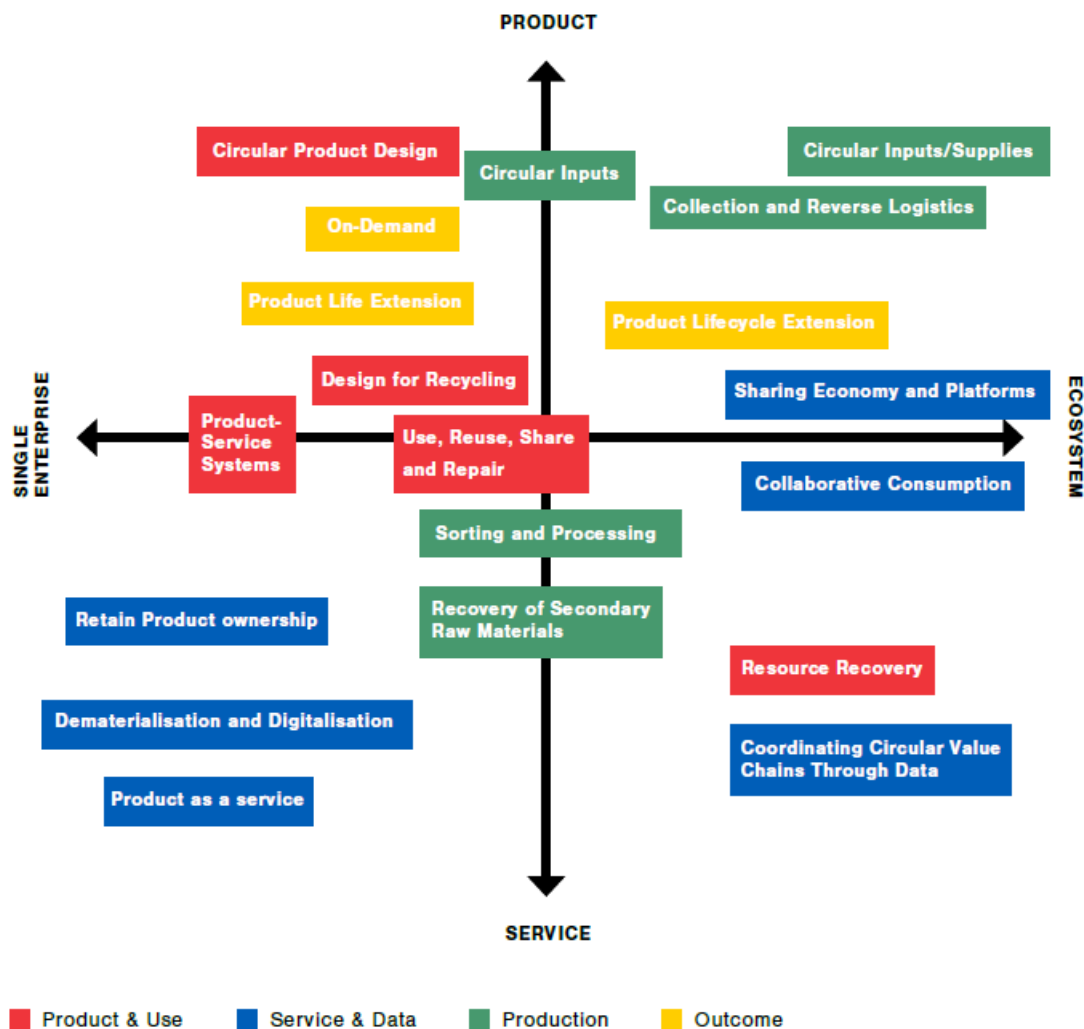 PRODUCT
Circular Product Design
Circular Inputs/Supplies
Circular Inputs
Collection and Reverse Logistics
On-Demand
Product Life Extension
Product Lifecycle Extension
Design for Recycling
Sharing Economy and Platforms
SINGLE
ENTERPRISE
ECOSYSTEM
Product-
Service
Systems
Use, Reuse, Share
and Repair
Collaborative Consumption
Sorting and Processing
Retain Product ownership
Recovery of Secondary
Raw Materials
Resource Recovery
Dematerialisation and Digitalisation
Coordinating Circular Value
Chains Through Data
Product as a service
SERVICE
Product & Use
Service & Data
Production
Outcome